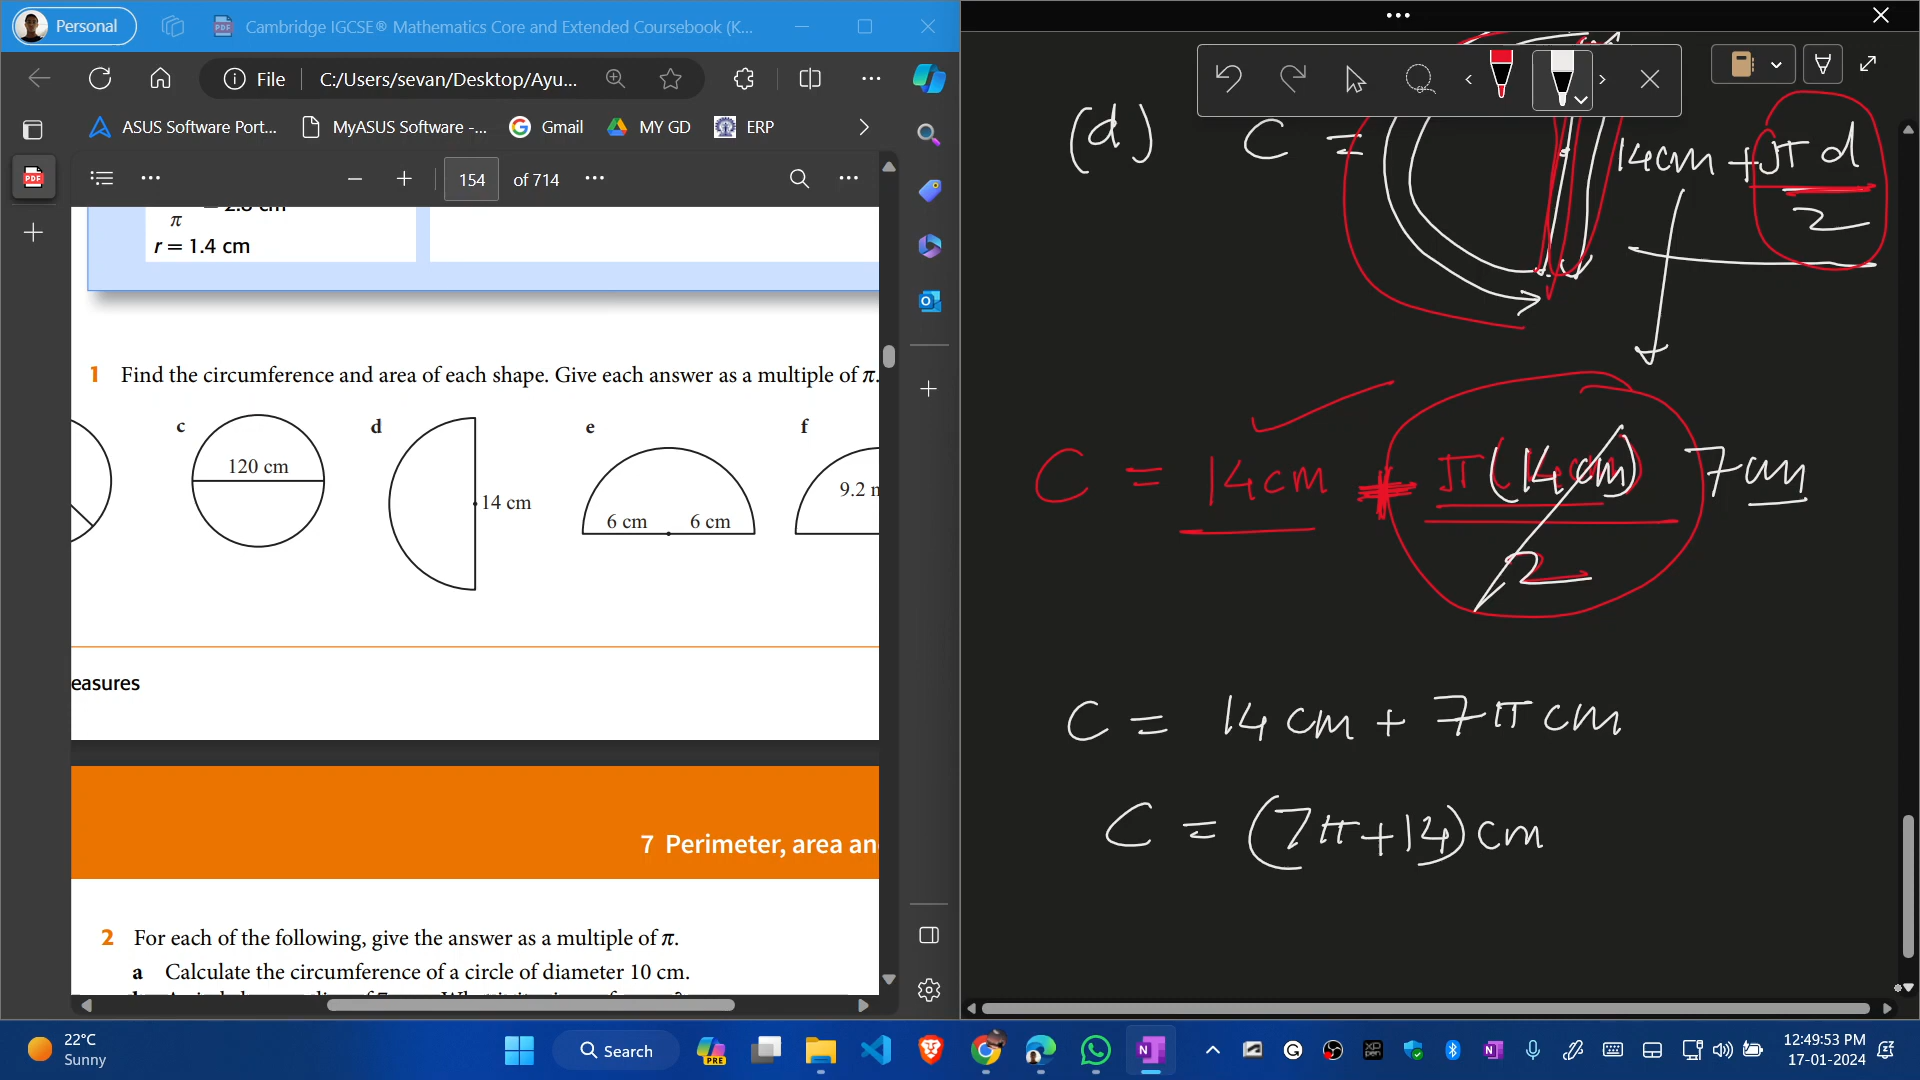 Personal
Cambridge IGCSE® Mathematics Core and Extended Coursebook (K...
File
C:/Users/sevan/Desktop/Ayu...
ASUS Software Port...
MyASUS Software -...
Gmail
MY GD
ERP
154 of 714
π
r = 1.4 cm
1 Find the circumference and area of each shape. Give each answer as a multiple of π.
c
120 cm
d
14 cm
e
6 cm 6 cm
f
9.2
easures
7 Perimeter, area an
2 For each of the following, give the answer as a multiple of π.
a Calculate the circumference of a circle of diameter 10 cm.
(d) C = 14cm + πd
2
C = 14cm + π(14cm) 7cm
2
C = 14cm + 7πcm
C = (7π+14)cm
22°C
Sunny
Search
12:49:53 PM
17-01-2024